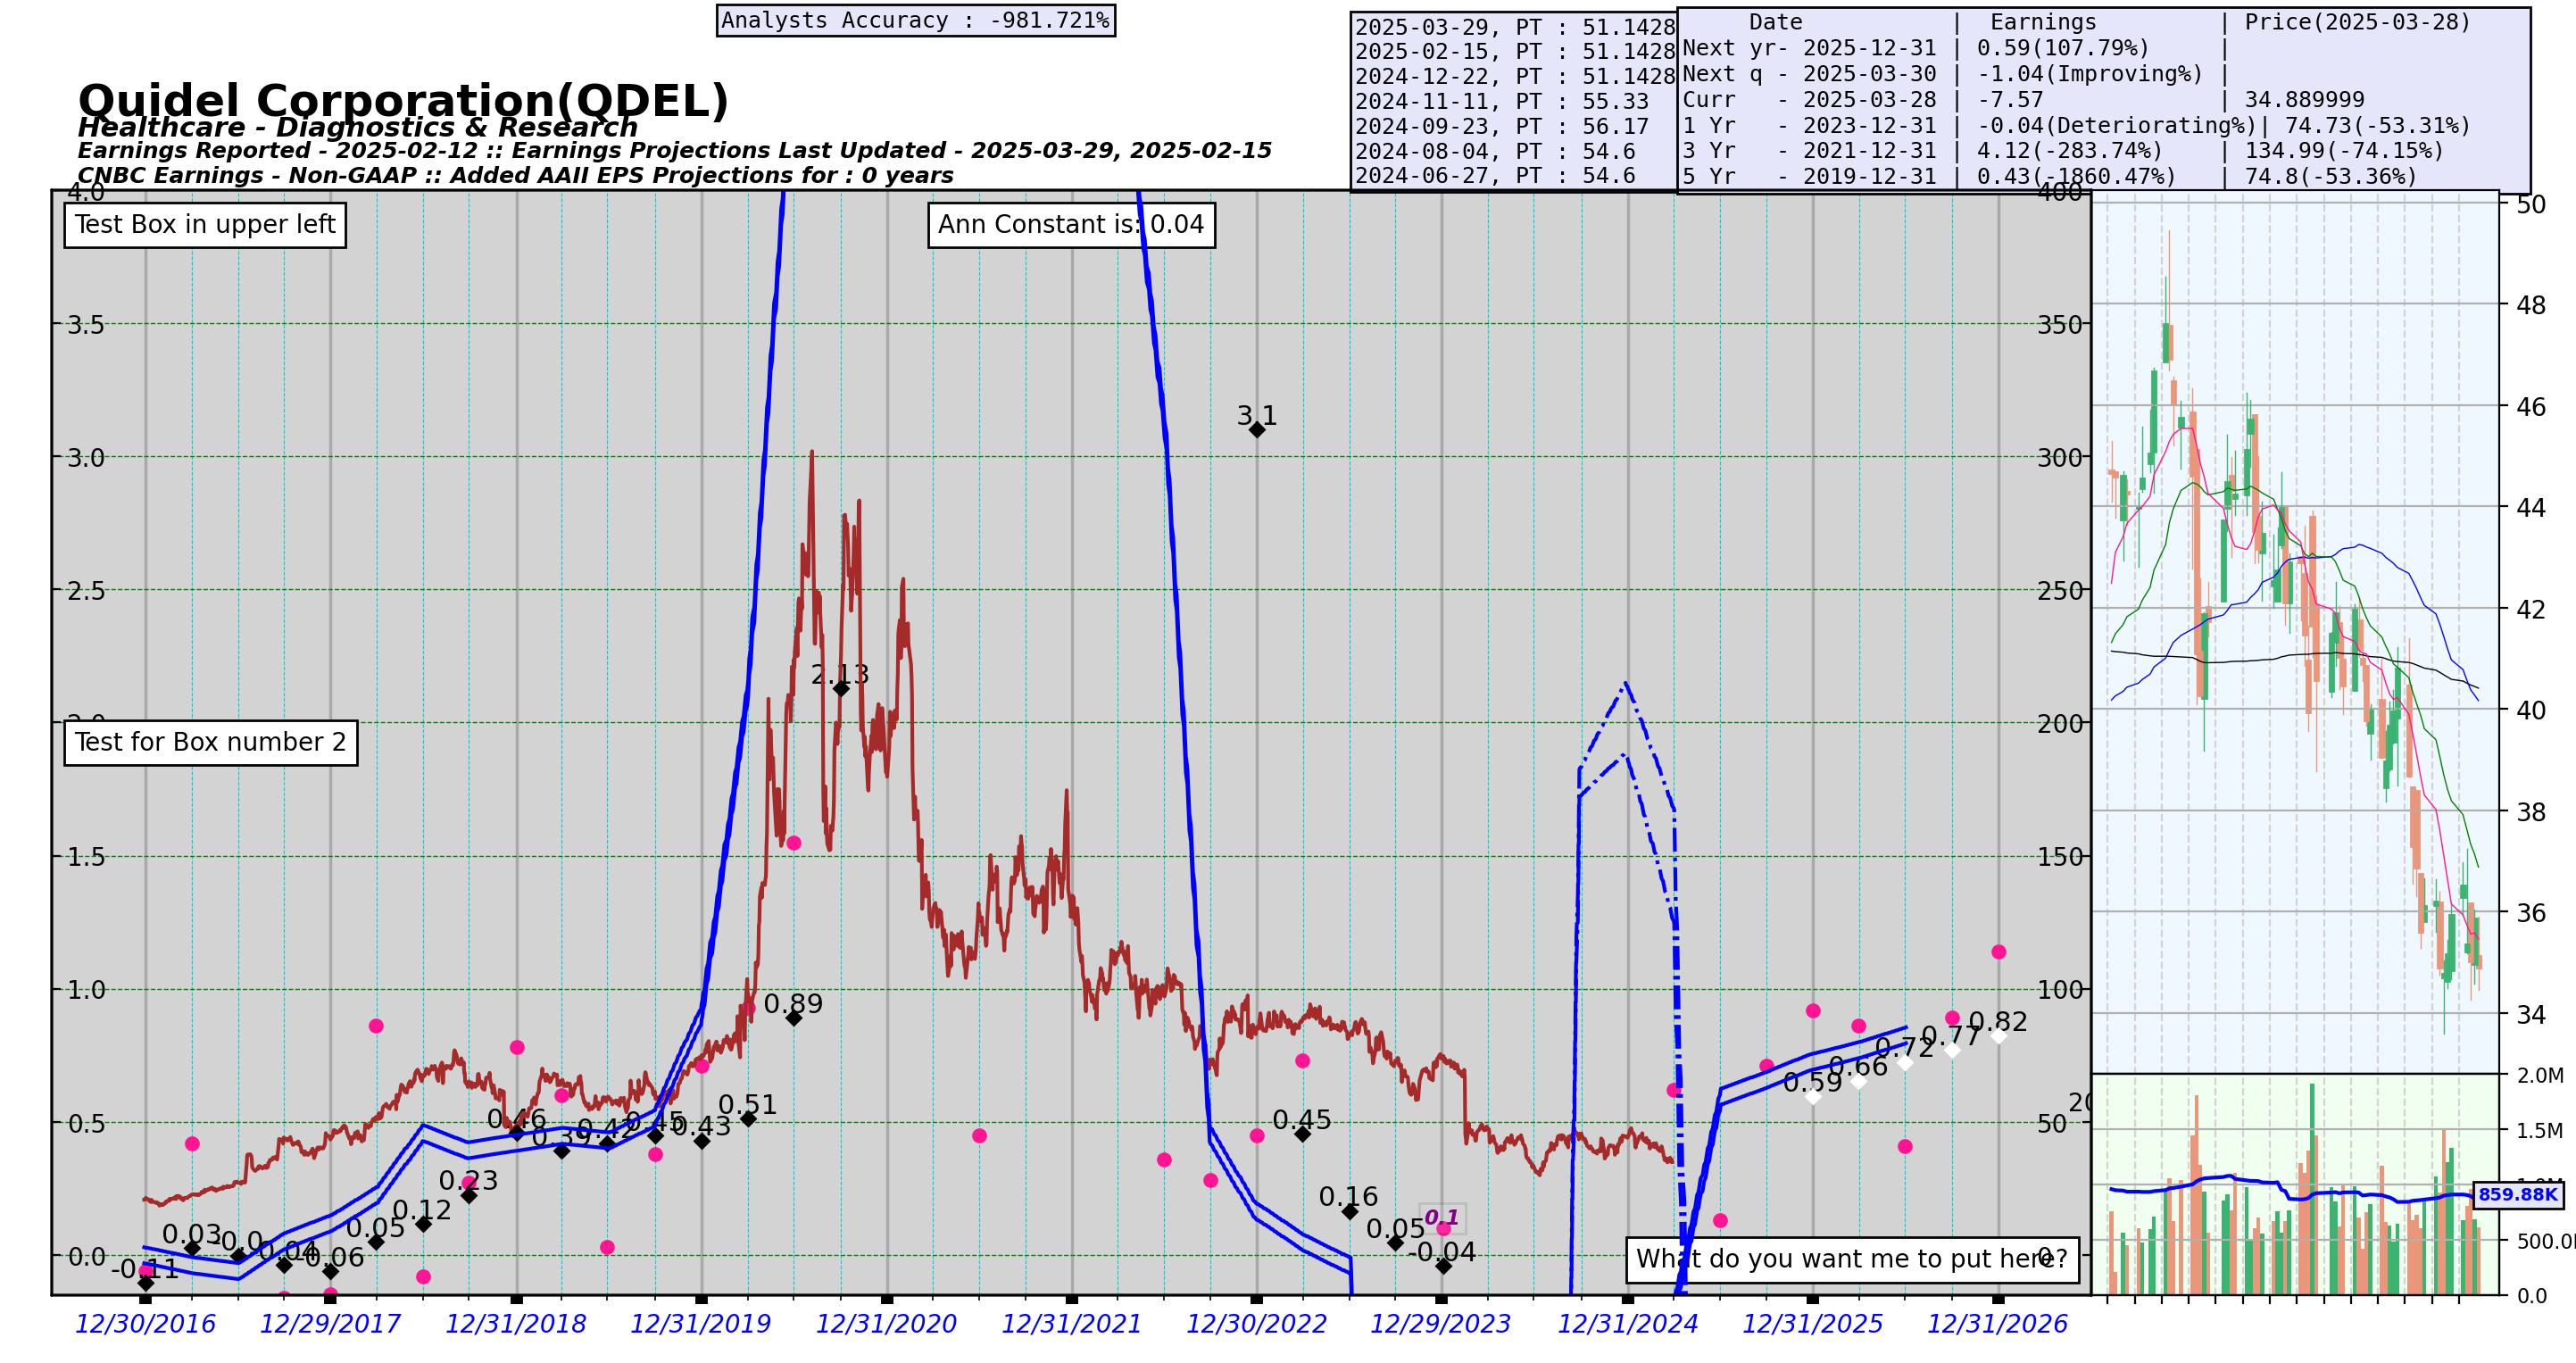 Analysts Accuracy : -981.721%
2025-03-29, PT : 51.1428
2025-02-15, PT : 51.1428
2024-12-22, PT : 51.1428
2024-11-11, PT : 55.33
2024-09-23, PT : 56.17
2024-08-04, PT : 54.6
2024-06-27, PT : 54.6
Date | Earnings | Price(2025-03-28)
Next yr- 2025-12-31 | 0.59(107.79%) |
Next q - 2025-03-30 | -1.04(Improving%) |
Curr - 2025-03-28 | -7.57 | 34.889999
1 Yr - 2023-12-31 | -0.04(Deteriorating%)| 74.73(-53.31%)
3 Yr - 2021-12-31 | 4.12(-283.74%) | 134.99(-74.15%)
5 Yr - 2019-12-31 | 0.43(-1860.47%) | 74.8(-53.36%)
Quidel Corporation(QDEL)
Healthcare - Diagnostics & Research
Earnings Reported - 2025-02-12 :: Earnings Projections Last Updated - 2025-03-29, 2025-02-15
CNBC Earnings - Non-GAAP :: Added AAII EPS Projections for : 0 years
4.0
3.5
3.0
2.5
2.0
1.5
1.0
0.5
0.0
Test Box in upper left
Ann Constant is: 0.04
Test for Box number 2
What do you want me to put here?
-0.11
0.03
-0.0
-0.04
-0.06
0.05
0.12
0.23
0.46
0.39
0.42
0.45
0.43
0.51
0.89
2.13
3.1
0.45
0.16
0.05
0.1
-0.04
0.59
0.66
0.72
0.77
0.82
400
350
300
250
200
150
100
50
0
50
48
46
44
42
40
38
36
34
2.0M
1.5M
859.88K
0.0
12/30/2016
12/29/2017
12/31/2018
12/31/2019
12/31/2020
12/31/2021
12/30/2022
12/29/2023
12/31/2024
12/31/2025
12/31/2026